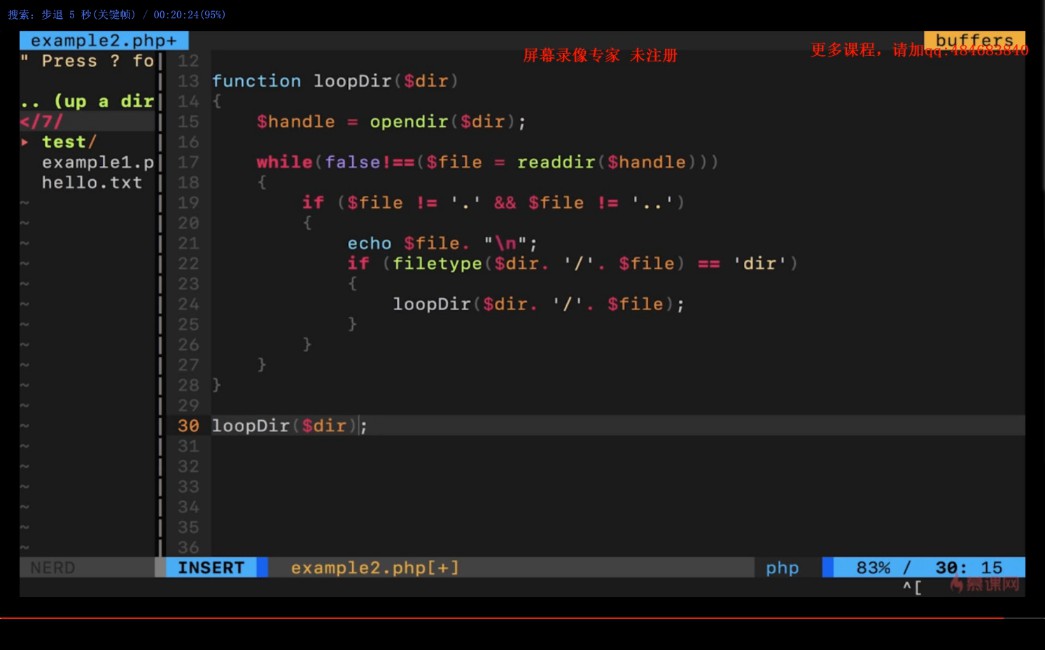 搜索: 步退 5 秒(关键帧) / 00:20:24(95%)
example2.php+
buffers
屏幕录像专家 未注册
更多课程，请加qq:484685840
" Press ? fo
.. (up a dir
</7/
▸ test/
example1.p
hello.txt
12
13 function loopDir($dir)
14 {
15 $handle = opendir($dir);
16
17 while(false!==($file = readdir($handle)))
18 {
19 if ($file != '.' && $file != '..')
20 {
21 echo $file. "\n";
22 if (filetype($dir. '/'. $file) == 'dir')
23 {
24 loopDir($dir. '/'. $file);
25 }
26 }
27 }
28 }
29
30 loopDir($dir);
31
32
33
34
35
36
NERD
INSERT example2.php[+] php 83% / 30: 15
^[
慕课网